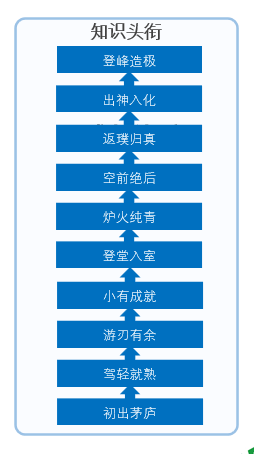 知识头衔
登峰造极
出神入化
返璞归真
空前绝后
炉火纯青
登堂入室
小有成就
游刃有余
驾轻就熟
初出茅庐